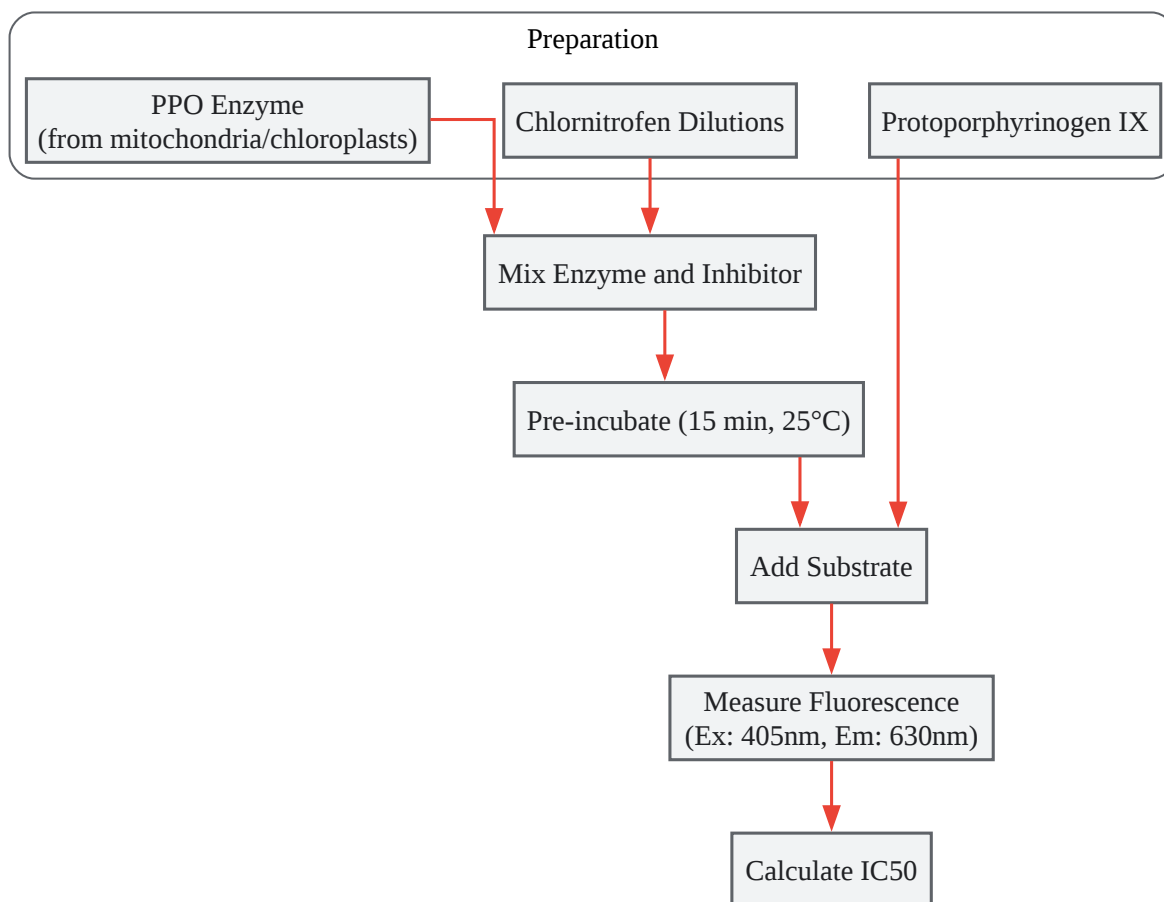 Preparation
PPO Enzyme
(from mitochondria/chloroplasts)
Chlornitrofen Dilutions
Protoporphyrinogen IX
Mix Enzyme and Inhibitor
Pre-incubate (15 min, 25°C)
Add Substrate
Measure Fluorescence
(Ex: 405nm, Em: 630nm)
Calculate IC50